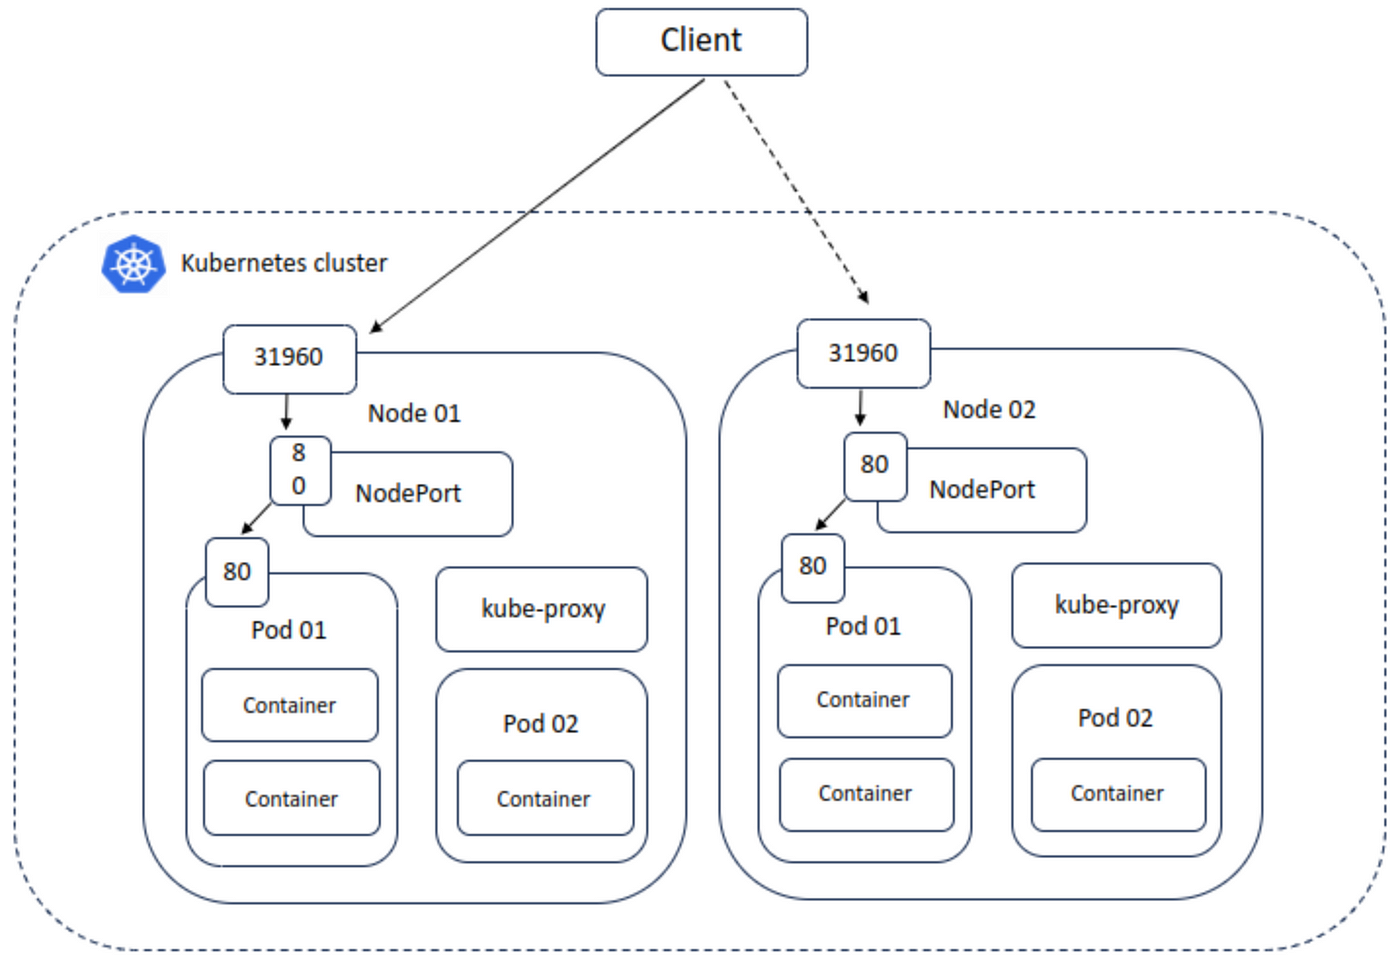 Client
Kubernetes cluster
31960
Node 01
8
0
NodePort
80
Pod 01
Container
Container
kube-proxy
Pod 02
Container
31960
Node 02
80
NodePort
80
Pod 01
Container
Container
kube-proxy
Pod 02
Container